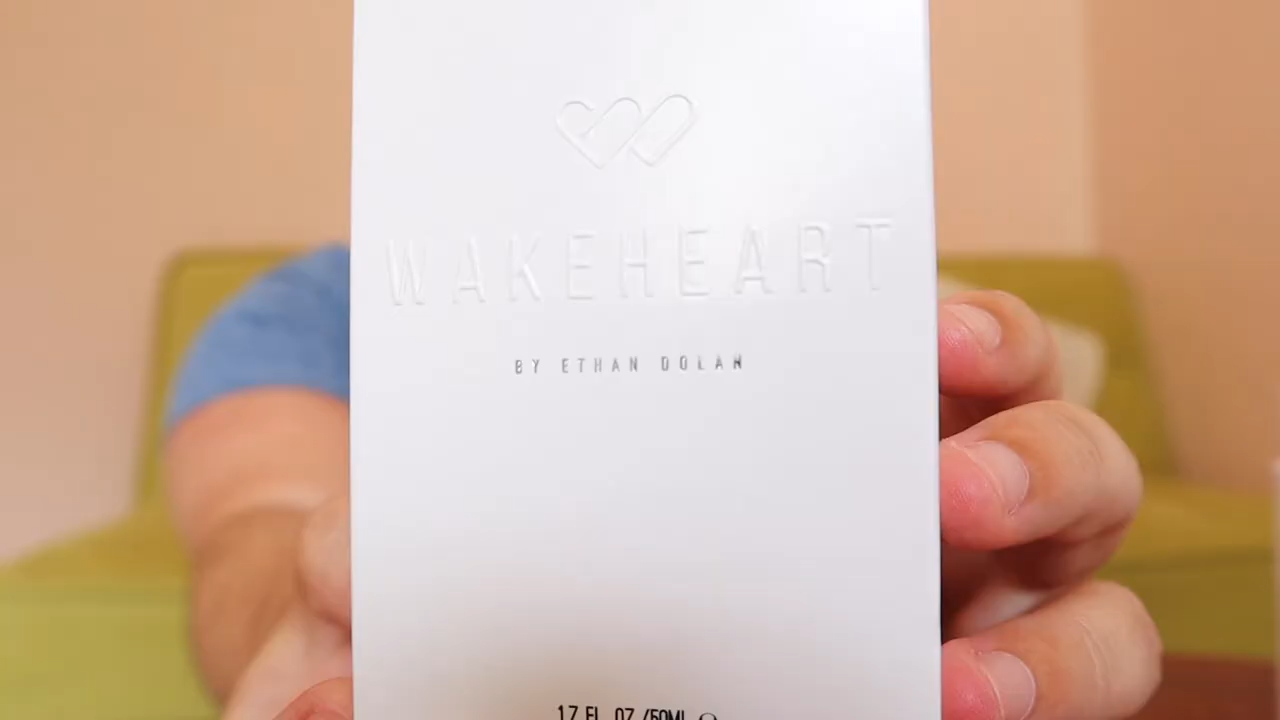 WAKEHEART
BY ETHAN DOLAN
1.7 FL. OZ./50ML ℮